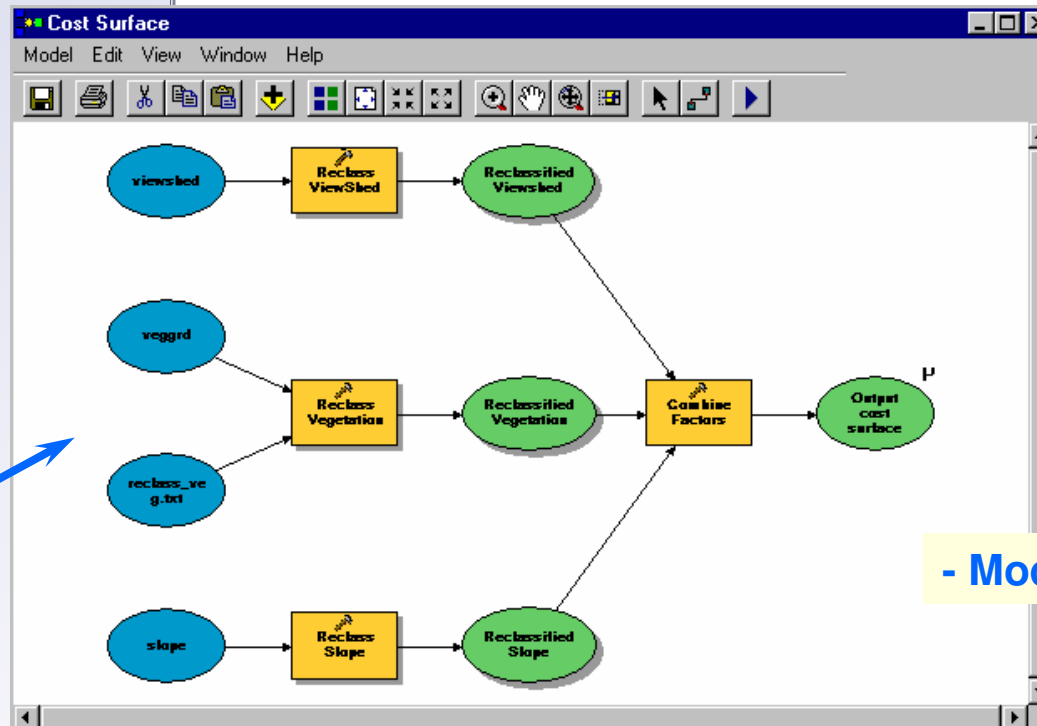 Cost Surface
Model Edit View Window Help
viewshed
Reclass
ViewShed
Reclassified
Viewshed
veggrd
Reclass
Vegetation
Reclassified
Vegetation
Combine
Factors
P
Output
cost
surface
reclass_ve
g.txt
- Mod
slope
Reclass
Slope
Reclassified
Slope